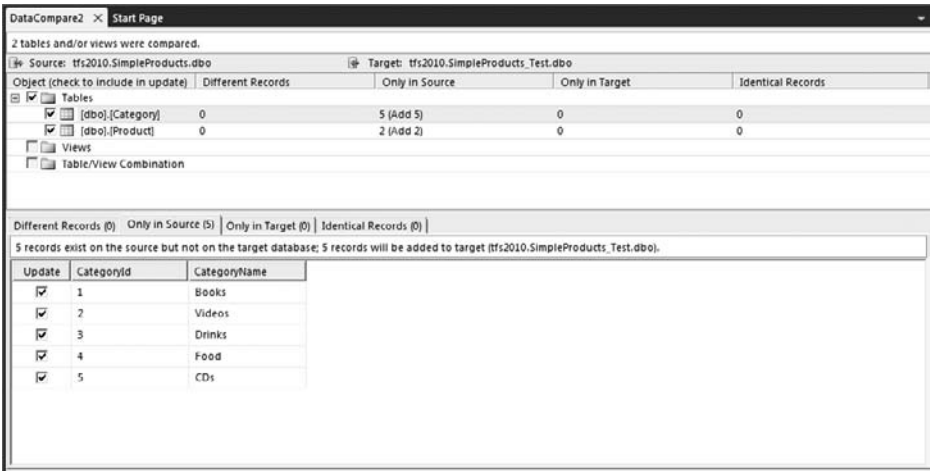 DataCompare2 × Start Page
2 tables and/or views were compared.
Source: tfs2010.SimpleProducts.dbo Target: tfs2010.SimpleProducts_Test.dbo
Object (check to include in update) Different Records Only in Source Only in Target Identical Records
Tables
[dbo].[Category] 0 5 (Add 5) 0 0
[dbo].[Product] 0 2 (Add 2) 0 0
Views
Table/View Combination
Different Records (0) Only in Source (5) Only in Target (0) Identical Records (0)
5 records exist on the source but not on the target database; 5 records will be added to target (tfs2010.SimpleProducts_Test.dbo).
Update CategoryId CategoryName
1 Books
2 Videos
3 Drinks
4 Food
5 CDs